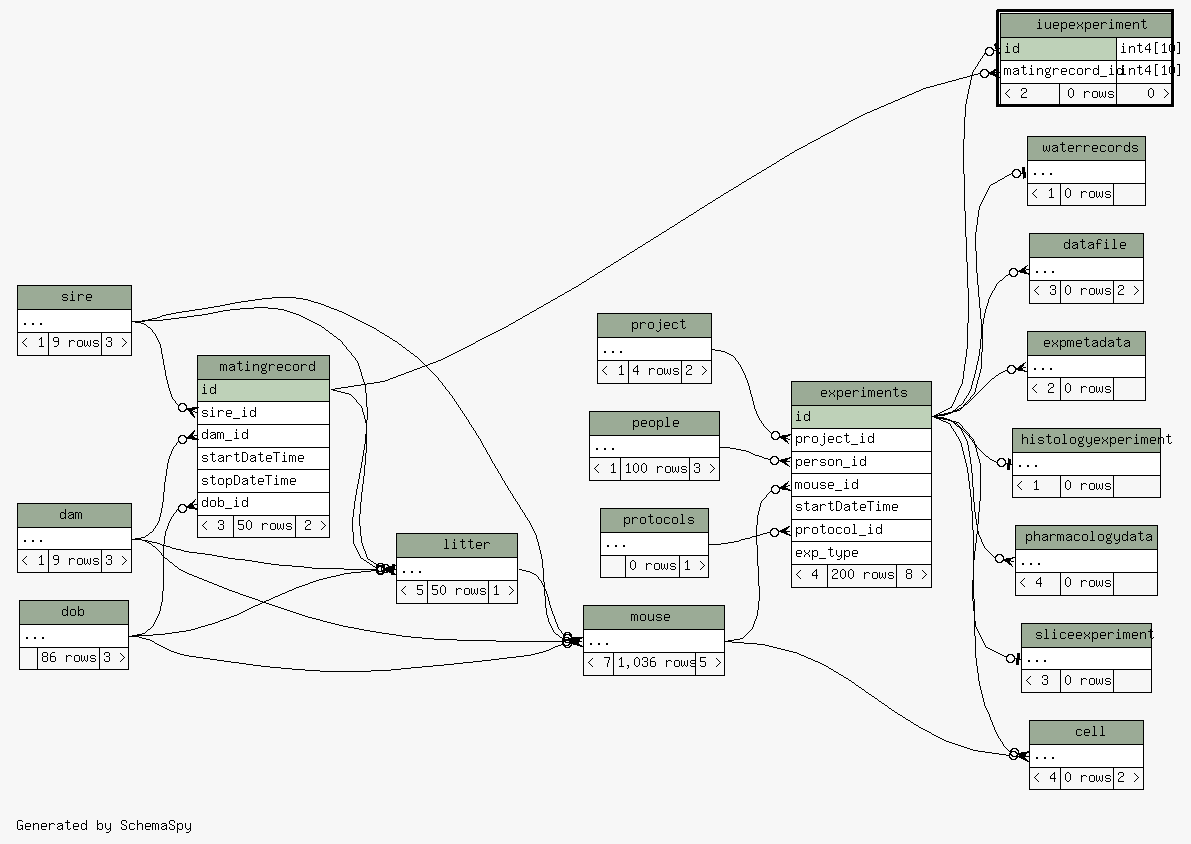 iuepexperiment
id int4[10]
matingrecord_id int4[10]
< 2 0 rows 0 >
waterrecords
...
< 1 0 rows
datafile
...
< 3 0 rows 2 >
expmetadata
...
< 2 0 rows
histologyexperiment
...
< 1 0 rows
pharmacologydata
...
< 4 0 rows
sliceexperiment
...
< 3 0 rows
cell
...
< 4 0 rows 2 >
sire
...
< 1 9 rows 3 >
matingrecord
id
sire_id
dam_id
startDateTime
stopDateTime
dob_id
< 3 50 rows 2 >
dam
...
< 1 9 rows 3 >
dob
...
86 rows 3 >
litter
...
< 5 50 rows 1 >
project
...
< 1 4 rows 2 >
people
...
< 1 100 rows 3 >
protocols
...
0 rows 1 >
mouse
...
< 7 1,036 rows 5 >
experiments
id
project_id
person_id
mouse_id
startDateTime
protocol_id
exp_type
< 4 200 rows 8 >
Generated by SchemaSpy